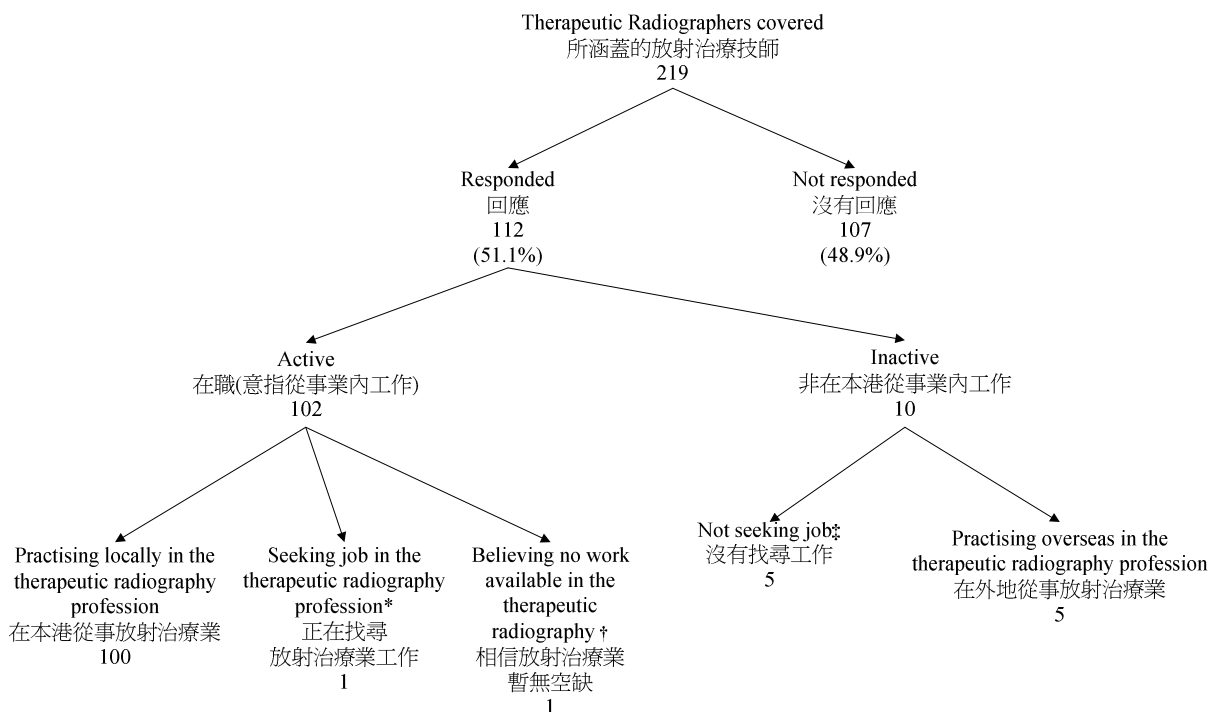 Therapeutic Radiographers covered
所涵蓋的放射治療技師
219
Responded
回應
112
(51.1%)
Not responded
沒有回應
107
(48.9%)
Active
在職(意指從事業內工作)
102
Inactive
非在本港從事業內工作
10
Practising locally in the
therapeutic radiography
profession
在本港從事放射治療業
100
Seeking job in the
therapeutic radiography
profession*
正在找尋
放射治療業工作
1
Believing no work
available in the
therapeutic
radiography †
相信放射治療業
暫無空缺
1
Not seeking job‡
沒有找尋工作
5
Practising overseas in the
therapeutic radiography profession
在外地從事放射治療業
5